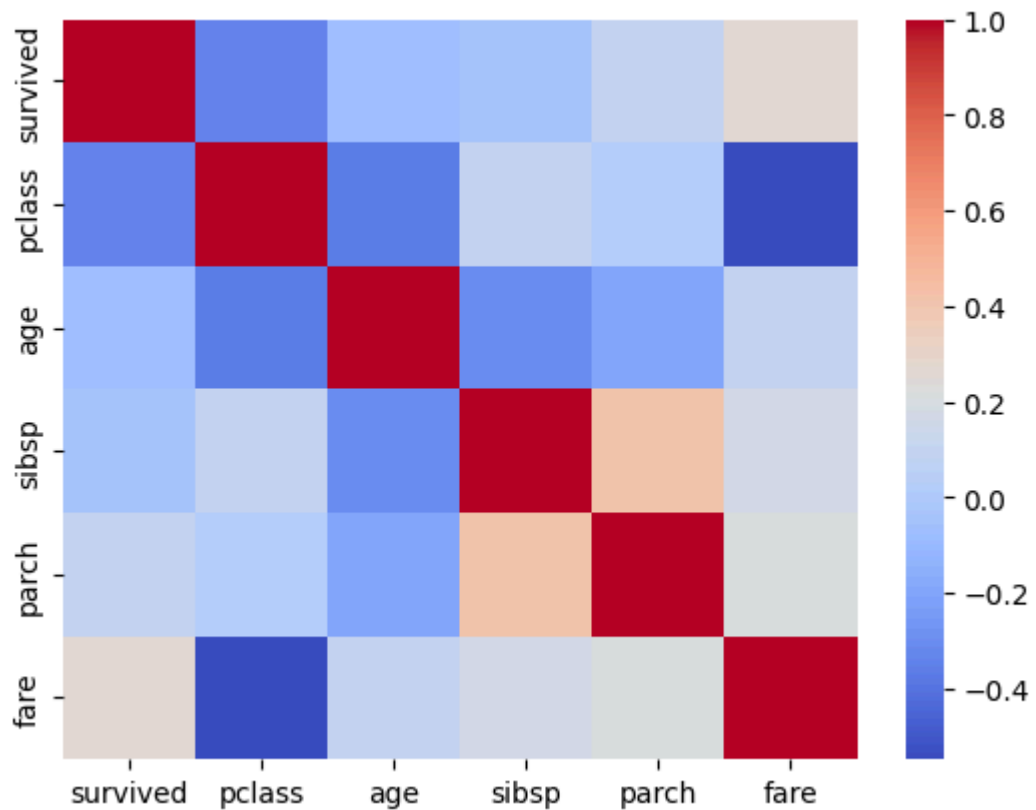 survived
pclass
age
sibsp
parch
fare
survived pclass age sibsp parch fare
1.0
0.8
0.6
0.4
0.2
0.0
−0.2
−0.4